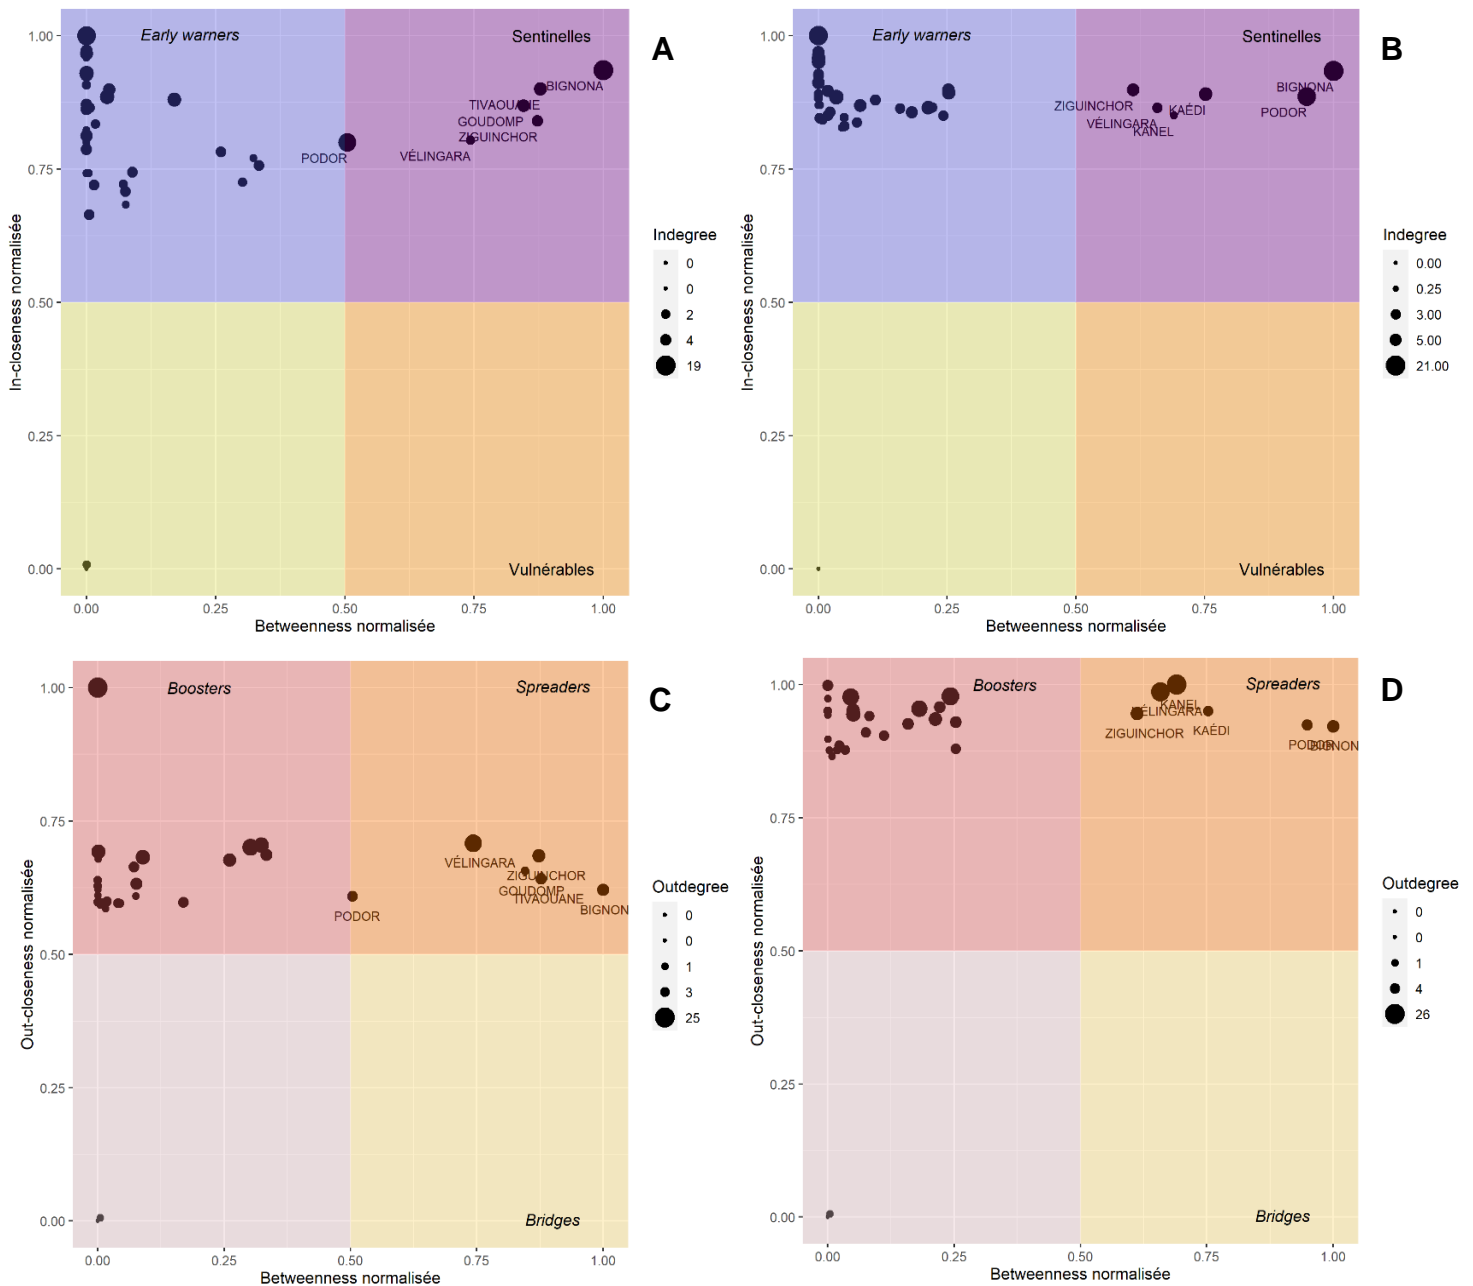 Early warners
Sentinelles
A
1.00
0.75
0.50
0.25
0.00
In-closeness normalisée
BIGNONA
TIVAOUANE
GOUDOMP
ZIGUINCHOR
PODOR
VÉLINGARA
Vulnérables
0.00 0.25 0.50 0.75 1.00
Betweenness normalisée
Indegree
0
0
2
4
19
Early warners
Sentinelles
B
1.00
0.75
0.50
0.25
0.00
In-closeness normalisée
BIGNONA
ZIGUINCHOR
KAÉDI
PODOR
VÉLINGARA
KANEL
Vulnérables
0.00 0.25 0.50 0.75 1.00
Betweenness normalisée
Indegree
0.00
0.25
3.00
5.00
21.00
Boosters
Spreaders
C
1.00
0.75
0.50
0.25
0.00
Out-closeness normalisée
VÉLINGARA
ZIGUINCHOR
GOUDOMP
TIVAOUANE
BIGNON
PODOR
Bridges
0.00 0.25 0.50 0.75 1.00
Betweenness normalisée
Outdegree
0
0
1
3
25
Boosters
Spreaders
D
1.00
0.75
0.50
0.25
0.00
Out-closeness normalisée
KANEL
VÉLINGARA
ZIGUINCHOR
KAÉDI
PODOR
BIGNON
Bridges
0.00 0.25 0.50 0.75 1.00
Betweenness normalisée
Outdegree
0
0
1
4
26